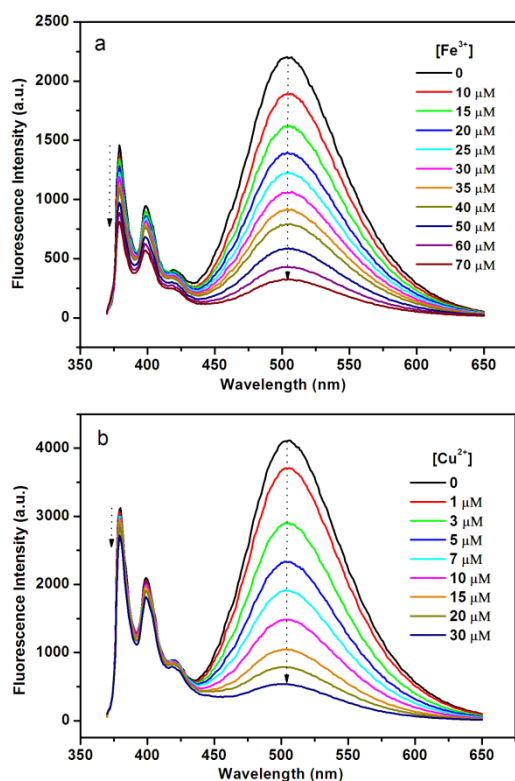 a
[Fe³⁺]
0
10 μM
15 μM
20 μM
25 μM
30 μM
35 μM
40 μM
50 μM
60 μM
70 μM
2500
2000
1500
1000
500
0
Fluorescence Intensity (a.u.)
350 400 450 500 550 600 650
Wavelength (nm)
b
[Cu²⁺]
0
1 μM
3 μM
5 μM
7 μM
10 μM
15 μM
20 μM
30 μM
4000
3000
2000
1000
0
Fluorescence Intensity (a.u.)
350 400 450 500 550 600 650
Wavelength (nm)